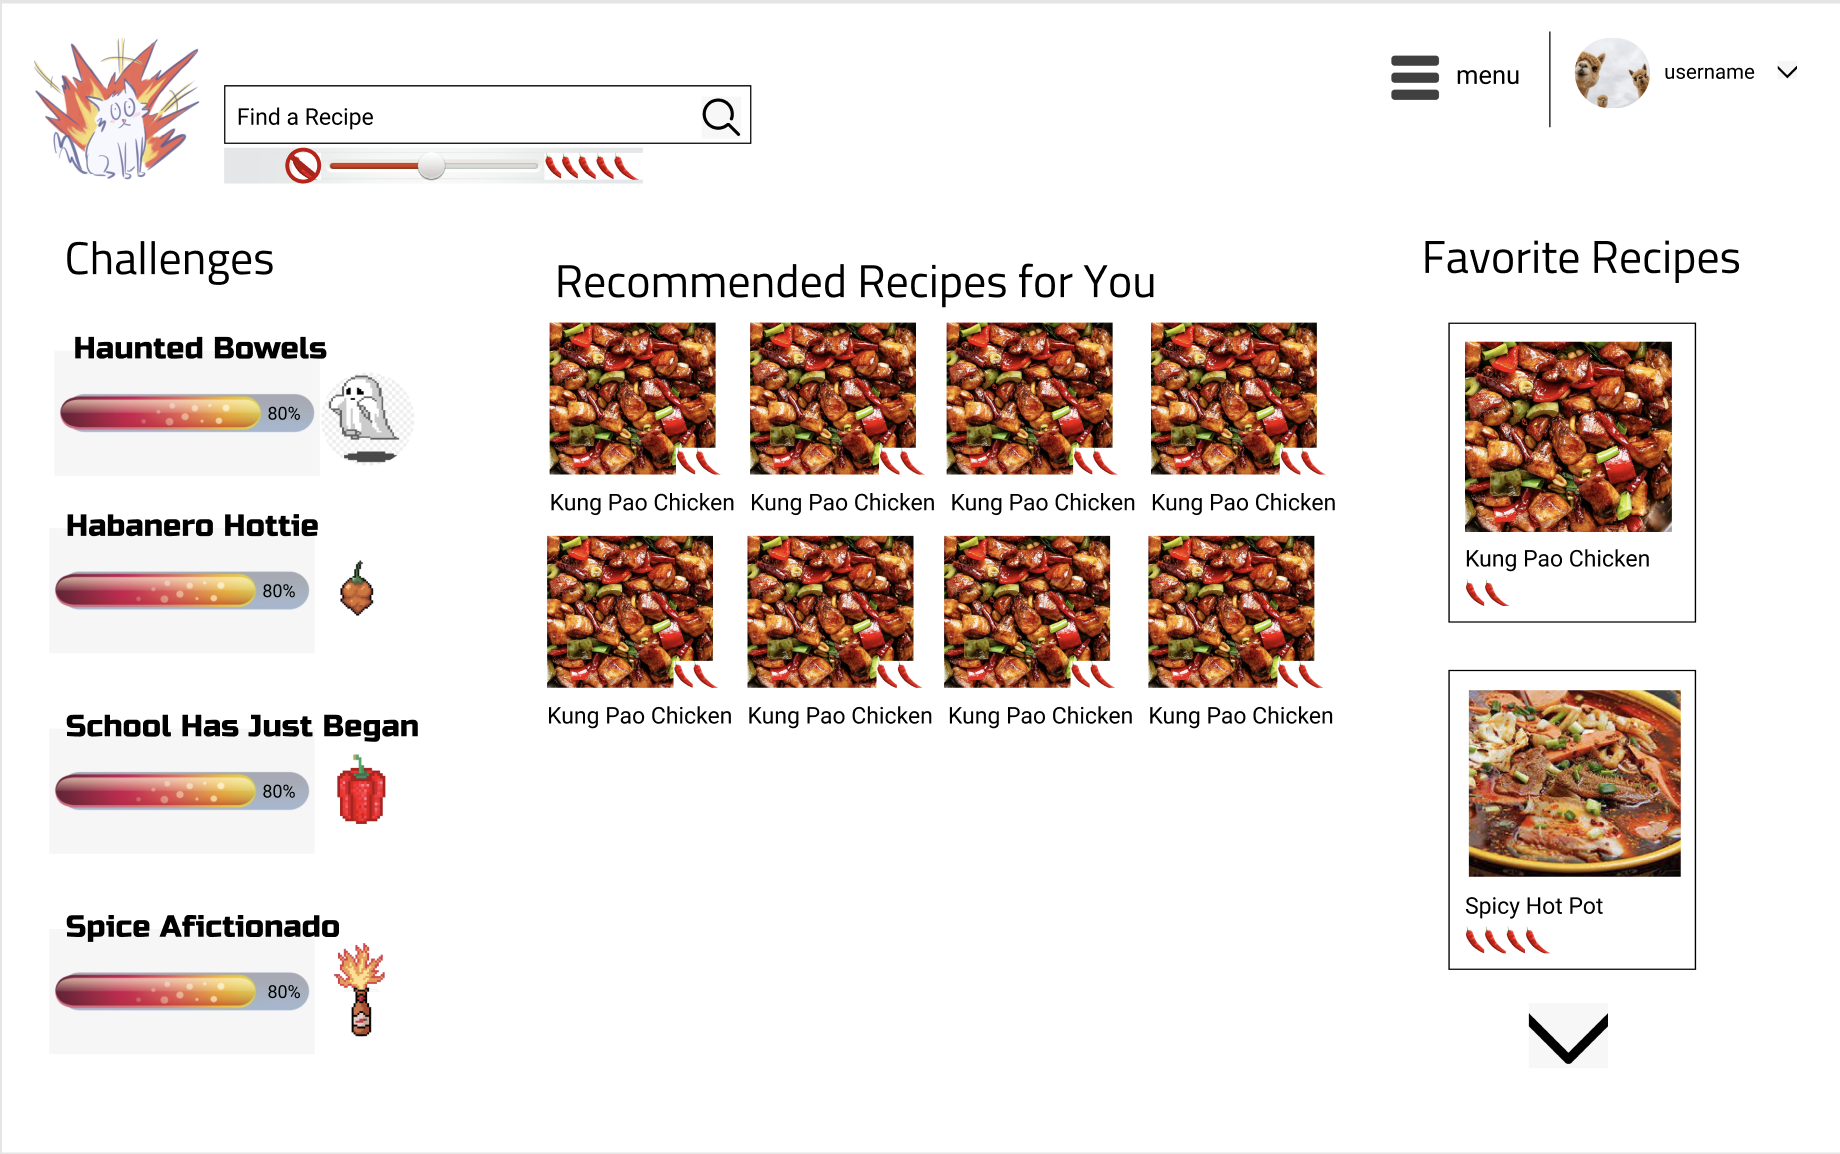 Find a Recipe
menu
username
Challenges
Recommended Recipes for You
Favorite Recipes
Haunted Bowels
80%
Habanero Hottie
80%
School Has Just Began
80%
Spice Afictionado
80%
Kung Pao Chicken
Kung Pao Chicken
Kung Pao Chicken
Kung Pao Chicken
Kung Pao Chicken
Kung Pao Chicken
Kung Pao Chicken
Kung Pao Chicken
Kung Pao Chicken
Spicy Hot Pot